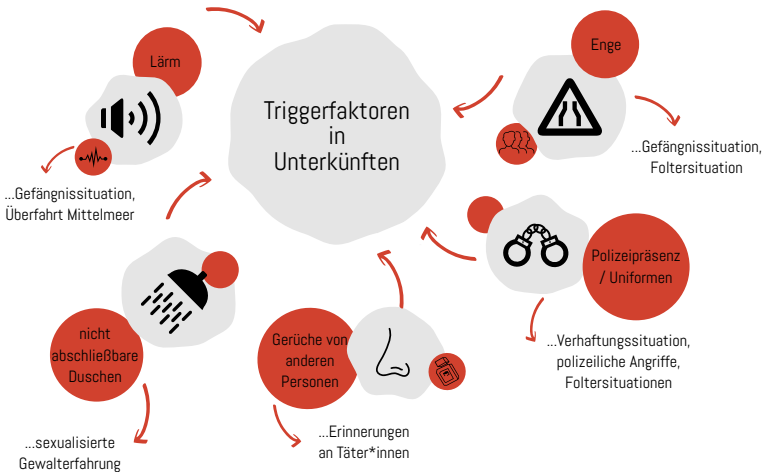 Lärm
Triggerfaktoren
in
Unterkünften
Enge
...Gefängnissituation,
Überfahrt Mittelmeer
...Gefängnissituation,
Foltersituation
Polizeipräsenz
/ Uniformen
...Verhaftungssituation,
polizeiliche Angriffe,
Foltersituationen
nicht
abschließbare
Duschen
...sexualisierte
Gewalterfahrung
Gerüche von
anderen
Personen
...Erinnerungen
an Täter*innen